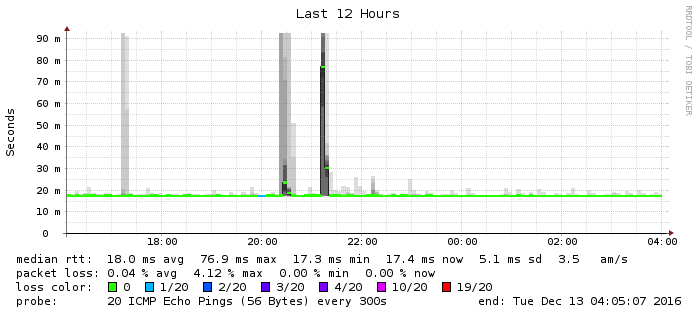 Last 12 Hours
RRDTOOL / TOBI OETIKER
Seconds
90 m
80 m
70 m
60 m
50 m
40 m
30 m
20 m
10 m
0
18:00 20:00 22:00 00:00 02:00 04:00
median rtt: 18.0 ms avg 76.9 ms max 17.3 ms min 17.4 ms now 5.1 ms sd 3.5 am/s
packet loss: 0.04 % avg 4.12 % max 0.00 % min 0.00 % now
loss color: 0 1/20 2/20 3/20 4/20 10/20 19/20
probe: 20 ICMP Echo Pings (56 Bytes) every 300s end: Tue Dec 13 04:05:07 2016